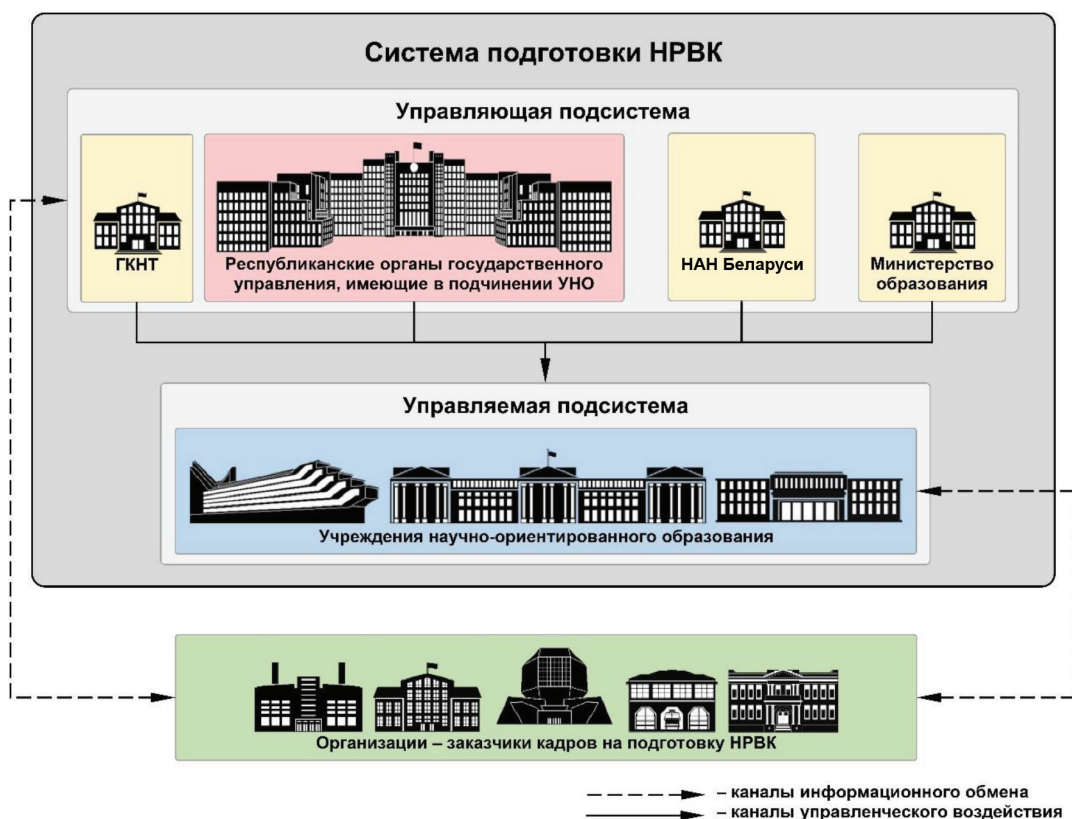 Система подготовки НРВК
Управляющая подсистема
ГКНТ
Республиканские органы государственного
управления, имеющие в подчинении УНО
НАН Беларуси
Министерство
образования
Управляемая подсистема
Учреждения научно-ориентированного образования
Организации – заказчики кадров на подготовку НРВК
– каналы информационного обмена
– каналы управленческого воздействия